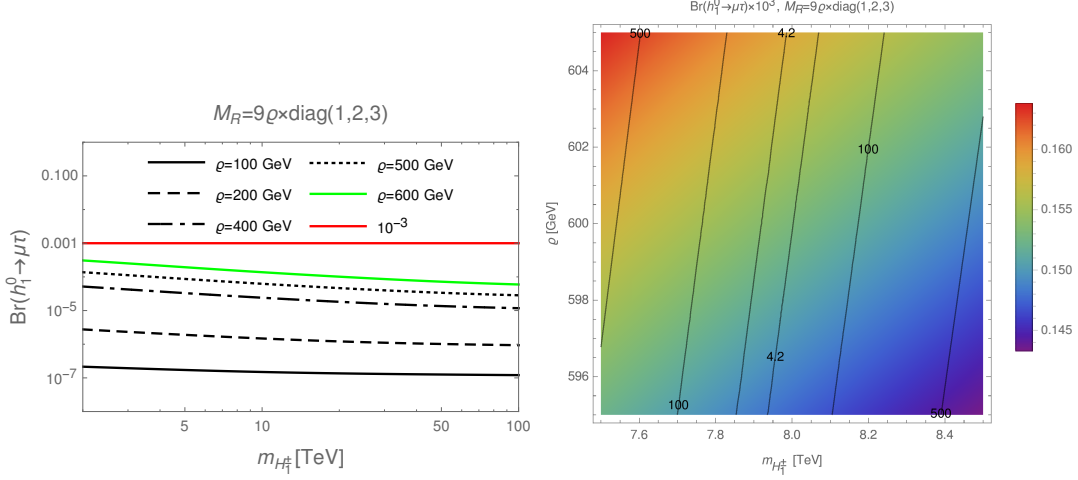 M_R=9ϱ×diag(1,2,3)
ϱ=100 GeV
ϱ=200 GeV
ϱ=400 GeV
ϱ=500 GeV
ϱ=600 GeV
10^{-3}
Br(h_1^0→μτ)
0.100
0.001
10^{-5}
10^{-7}
5
10
50
100
m_{H_1^±}[TeV]
Br(h_1^0→μτ)×10^3, M_R=9ϱ×diag(1,2,3)
ϱ [GeV]
604
602
600
598
596
500
4.2
100
100
4.2
500
7.6
7.8
8.0
8.2
8.4
m_{H_1^±} [TeV]
0.160
0.155
0.150
0.145